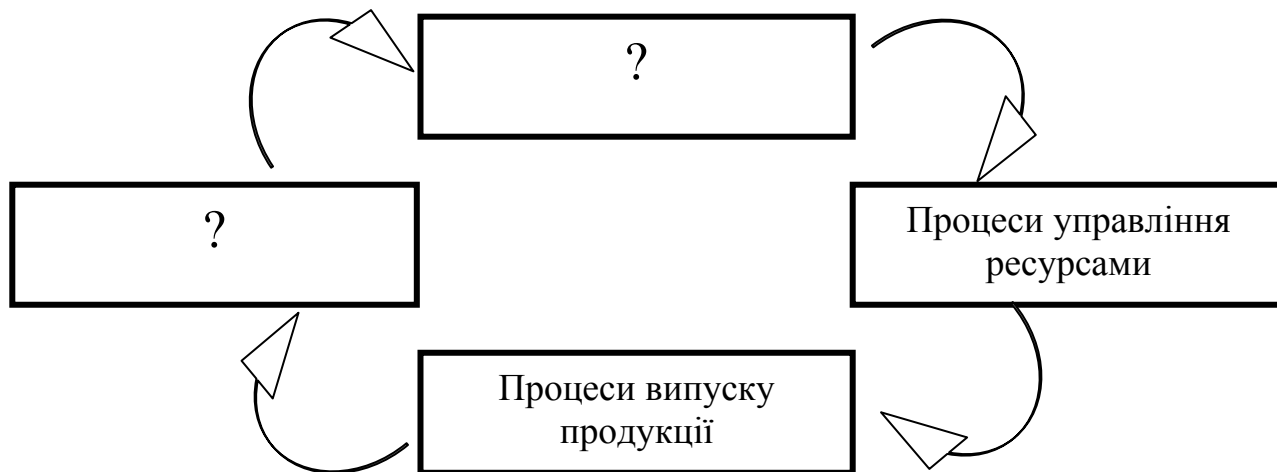 ?
?
Процеси управління
ресурсами
Процеси випуску
продукції